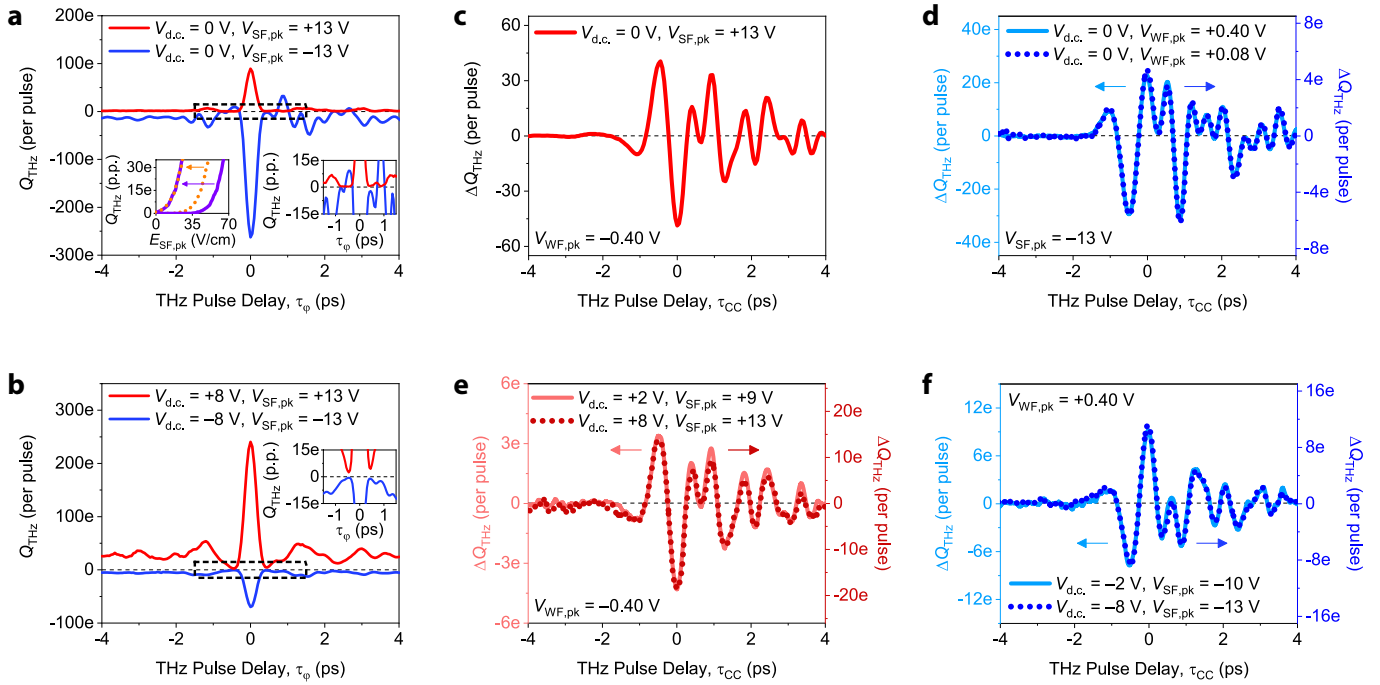 a
200e
100e
0
-100e
-200e
-300e
Q_THz (per pulse)
V_d.c. = 0 V, V_SF,pk = +13 V
V_d.c. = 0 V, V_SF,pk = −13 V
30e
15e
0
Q_THz (p.p.)
0 35 70
E_SF,pk (V/cm)
15e
0
-15e
Q_THz (p.p.)
-1 0 1
τ_φ (ps)
-4 -2 0 2 4
THz Pulse Delay, τ_φ (ps)
c
60
30
0
-30
-60
ΔQ_THz (per pulse)
V_d.c. = 0 V, V_SF,pk = +13 V
V_WF,pk = −0.40 V
-4 -2 0 2 4
THz Pulse Delay, τ_CC (ps)
d
40e
20e
0
-20e
-40e
ΔQ_THz (per pulse)
V_d.c. = 0 V, V_WF,pk = +0.40 V
V_d.c. = 0 V, V_WF,pk = +0.08 V
V_SF,pk = −13 V
8e
4e
0
-4e
-8e
ΔQ_THz
(per pulse)
-4 -2 0 2 4
THz Pulse Delay, τ_CC (ps)
b
300e
200e
100e
0
-100e
Q_THz (per pulse)
V_d.c. = +8 V, V_SF,pk = +13 V
V_d.c. = −8 V, V_SF,pk = −13 V
15e
0
-15e
Q_THz (p.p.)
-1 0 1
τ_φ (ps)
-4 -2 0 2 4
THz Pulse Delay, τ_φ (ps)
e
6e
3e
0
-3e
-6e
ΔQ_THz (per pulse)
V_d.c. = +2 V, V_SF,pk = +9 V
V_d.c. = +8 V, V_SF,pk = +13 V
V_WF,pk = −0.40 V
20e
10e
0
-10e
-20e
ΔQ_THz
(per pulse)
-4 -2 0 2 4
THz Pulse Delay, τ_CC (ps)
f
12e
6e
0
-6e
-12e
ΔQ_THz (per pulse)
V_WF,pk = +0.40 V
V_d.c. = −2 V, V_SF,pk = −10 V
V_d.c. = −8 V, V_SF,pk = −13 V
16e
8e
0
-8e
-16e
ΔQ_THz
(per pulse)
-4 -2 0 2 4
THz Pulse Delay, τ_CC (ps)